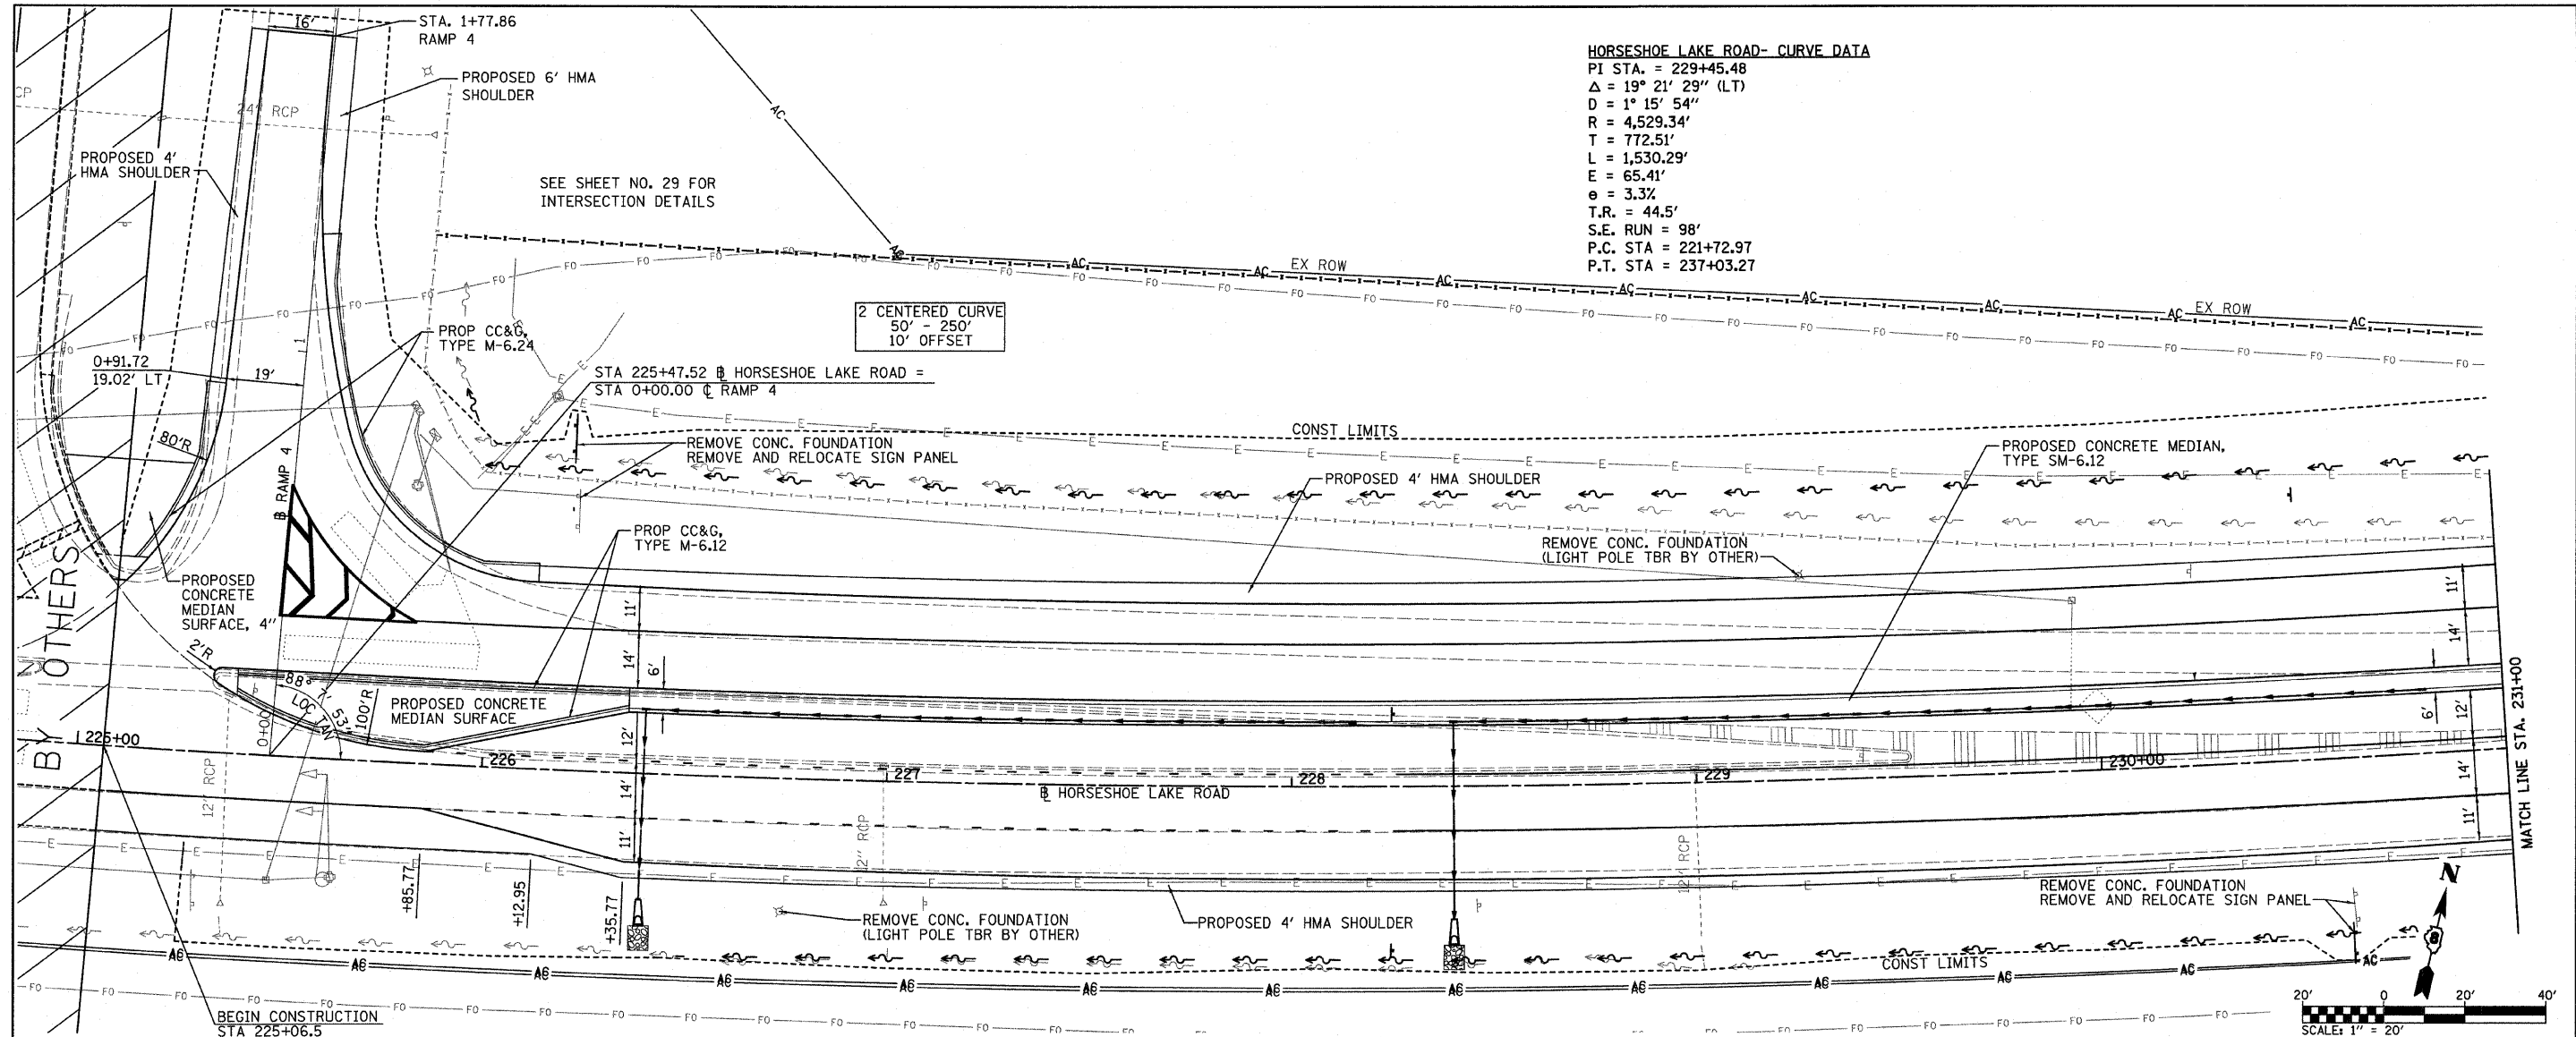 16'
STA. 1+77.86
RAMP 4
PROPOSED 6' HMA
SHOULDER
CP
24" RCP
PROPOSED 4'
HMA SHOULDER
SEE SHEET NO. 29 FOR
INTERSECTION DETAILS
AC
HORSESHOE LAKE ROAD- CURVE DATA
PI STA. = 229+45.48
Δ = 19° 21' 29" (LT)
D = 1° 15' 54"
R = 4,529.34'
T = 772.51'
L = 1,530.29'
E = 65.41'
e = 3.3%
T.R. = 44.5'
S.E. RUN = 98'
P.C. STA = 221+72.97
P.T. STA = 237+03.27
EX ROW
EX ROW
2 CENTERED CURVE
50' - 250'
10' OFFSET
PROP CC&G,
TYPE M-6.24
0+91.72
19.02' LT
19'
1
80'R
STA 225+47.52 ℄ HORSESHOE LAKE ROAD =
STA 0+00.00 ℄ RAMP 4
REMOVE CONC. FOUNDATION
REMOVE AND RELOCATE SIGN PANEL
CONST LIMITS
PROPOSED 4' HMA SHOULDER
PROPOSED CONCRETE MEDIAN,
TYPE SM-6.12
℄ RAMP 4
PROP CC&G,
TYPE M-6.12
REMOVE CONC. FOUNDATION
(LIGHT POLE TBR BY OTHER)
PROPOSED
CONCRETE
MEDIAN
SURFACE, 4"
BY OTHERS
2'R
88° 7' 53"
LOC TAN
100'R
PROPOSED CONCRETE
MEDIAN SURFACE
0+00
11'
14'
6'
12'
14'
11'
11'
14'
6'
12'
14'
11'
MATCH LINE STA. 231+00
225+00
226
227
228
229
230+00
℄ HORSESHOE LAKE ROAD
12" RCP
12" RCP
12" RCP
+85.77
+12.95
+35.77
REMOVE CONC. FOUNDATION
(LIGHT POLE TBR BY OTHER)
PROPOSED 4' HMA SHOULDER
REMOVE CONC. FOUNDATION
REMOVE AND RELOCATE SIGN PANEL
CONST LIMITS
N
BEGIN CONSTRUCTION
STA 225+06.5
20' 0 20' 40'
SCALE: 1" = 20'